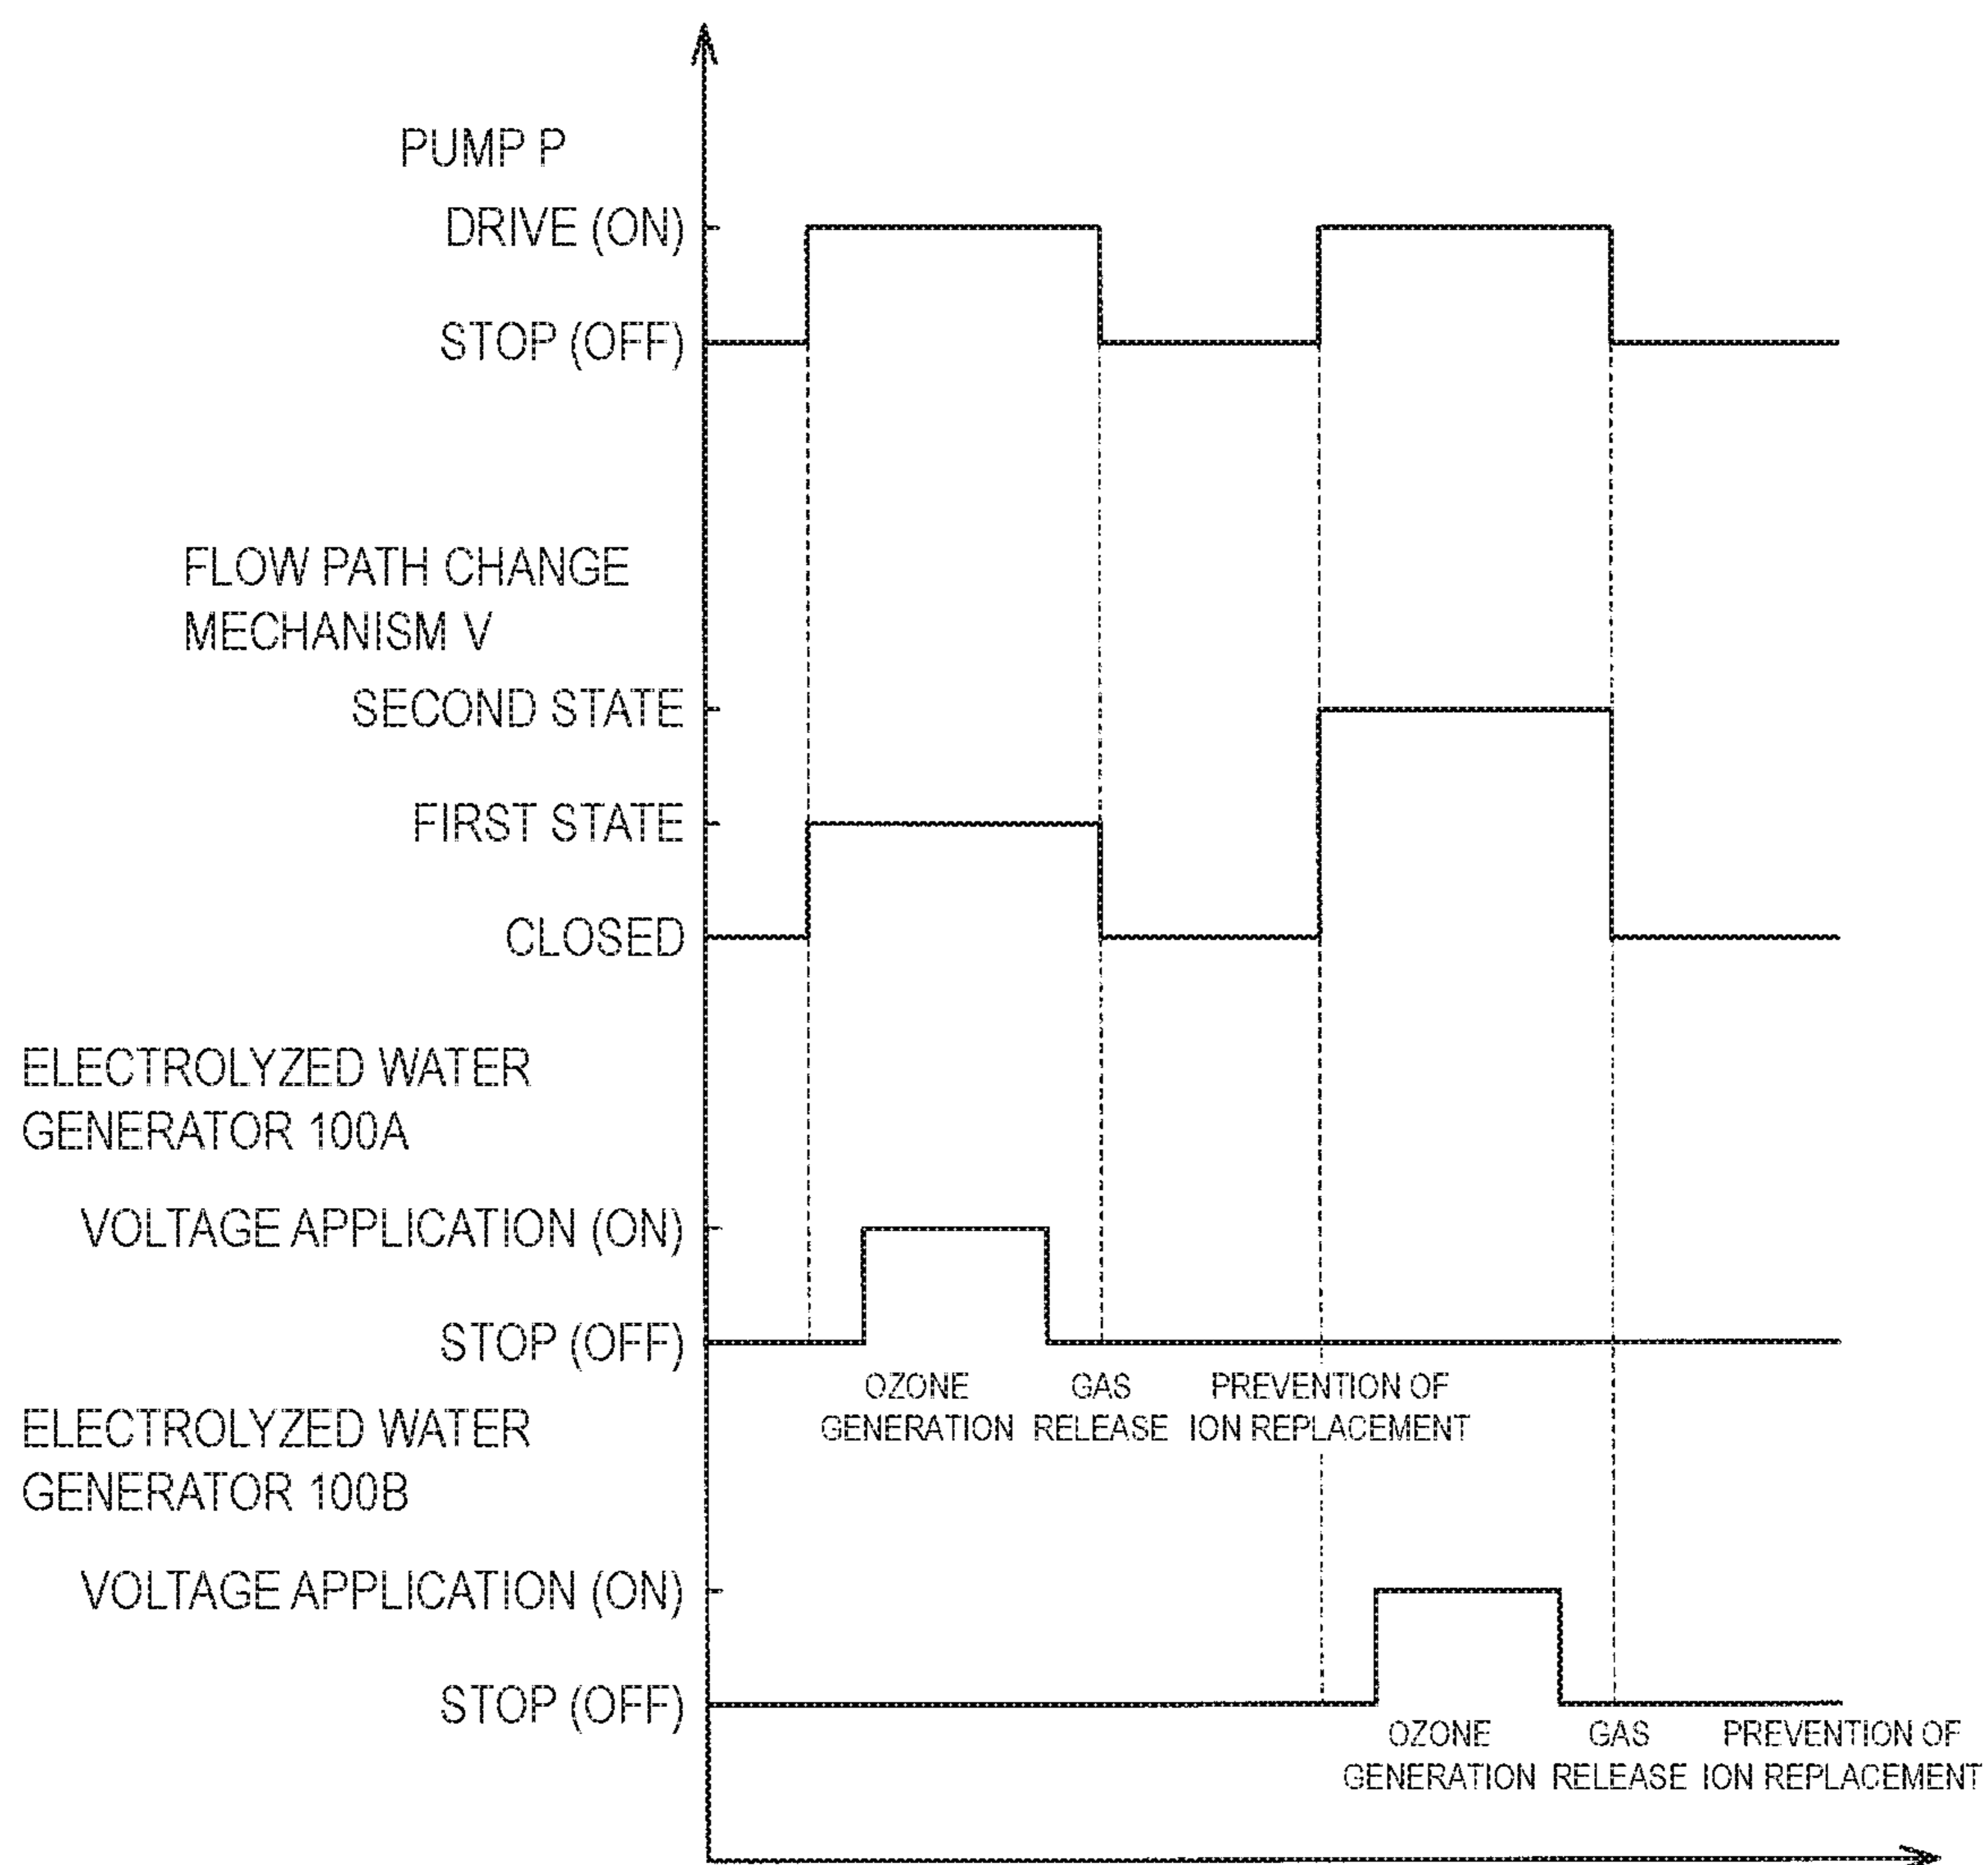 PUMP P
DRIVE (ON)
STOP (OFF)
FLOW PATH CHANGE
MECHANISM V
SECOND STATE
FIRST STATE
CLOSED
ELECTROLYZED WATER
GENERATOR 100A
VOLTAGE APPLICATION (ON)
STOP (OFF)
OZONE GENERATION
GAS RELEASE
PREVENTION OF ION REPLACEMENT
ELECTROLYZED WATER
GENERATOR 100B
VOLTAGE APPLICATION (ON)
STOP (OFF)
OZONE GENERATION
GAS RELEASE
PREVENTION OF ION REPLACEMENT